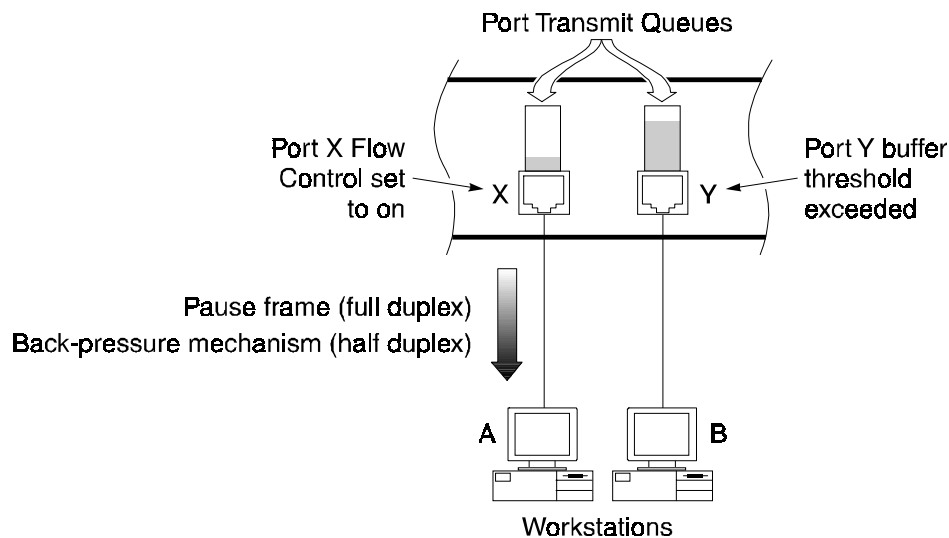 Port Transmit Queues
Port X Flow
Control set
to on
X
Y
Port Y buffer
threshold
exceeded
Pause frame (full duplex)
Back-pressure mechanism (half duplex)
A
B
Workstations